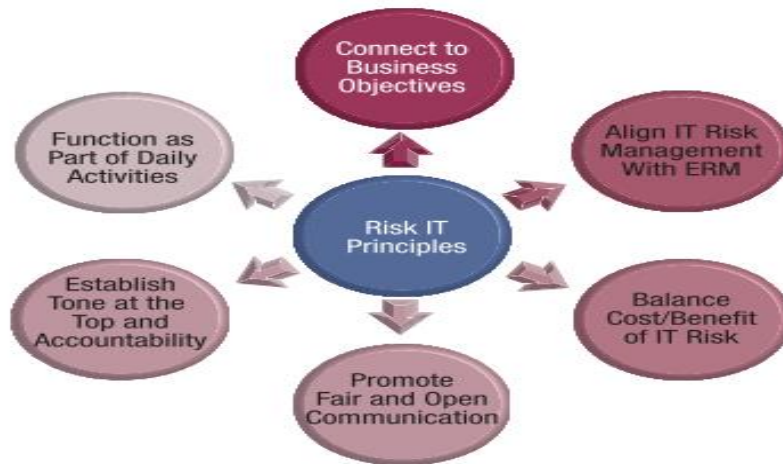 Connect to
Business
Objectives
Function as
Part of Daily
Activities
Align IT Risk
Management
With ERM
Risk IT
Principles
Establish
Tone at the
Top and
Accountability
Balance
Cost/Benefit
of IT Risk
Promote
Fair and Open
Communication